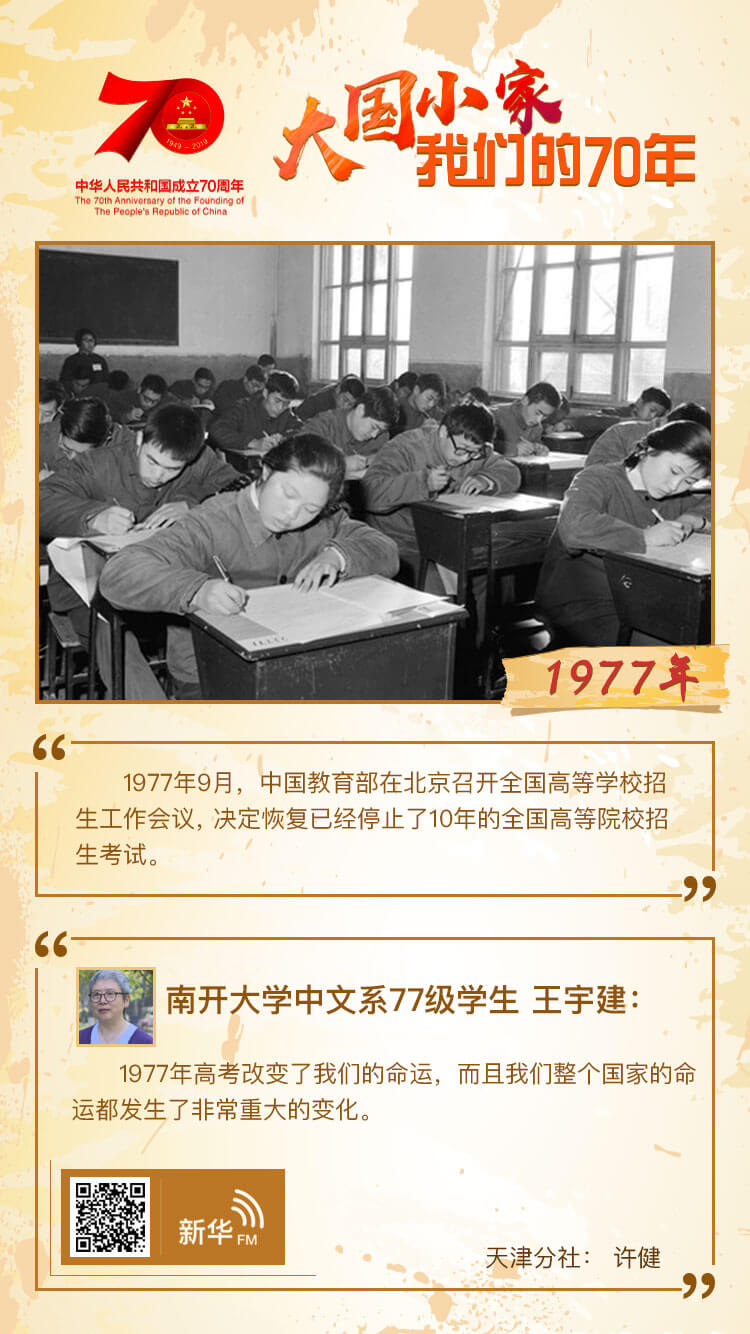 1949－2019
中华人民共和国成立70周年
The 70th Anniversary of the Founding of
The People's Republic of China
大国小家
我们的70年
1977年
“
1977年9月，中国教育部在北京召开全国高等学校招
生工作会议，决定恢复已经停止了10年的全国高等院校招
生考试。
”
“
南开大学中文系77级学生 王宇建：
1977年高考改变了我们的命运，而且我们整个国家的命
运都发生了非常重大的变化。
新华FM
天津分社： 许健
”